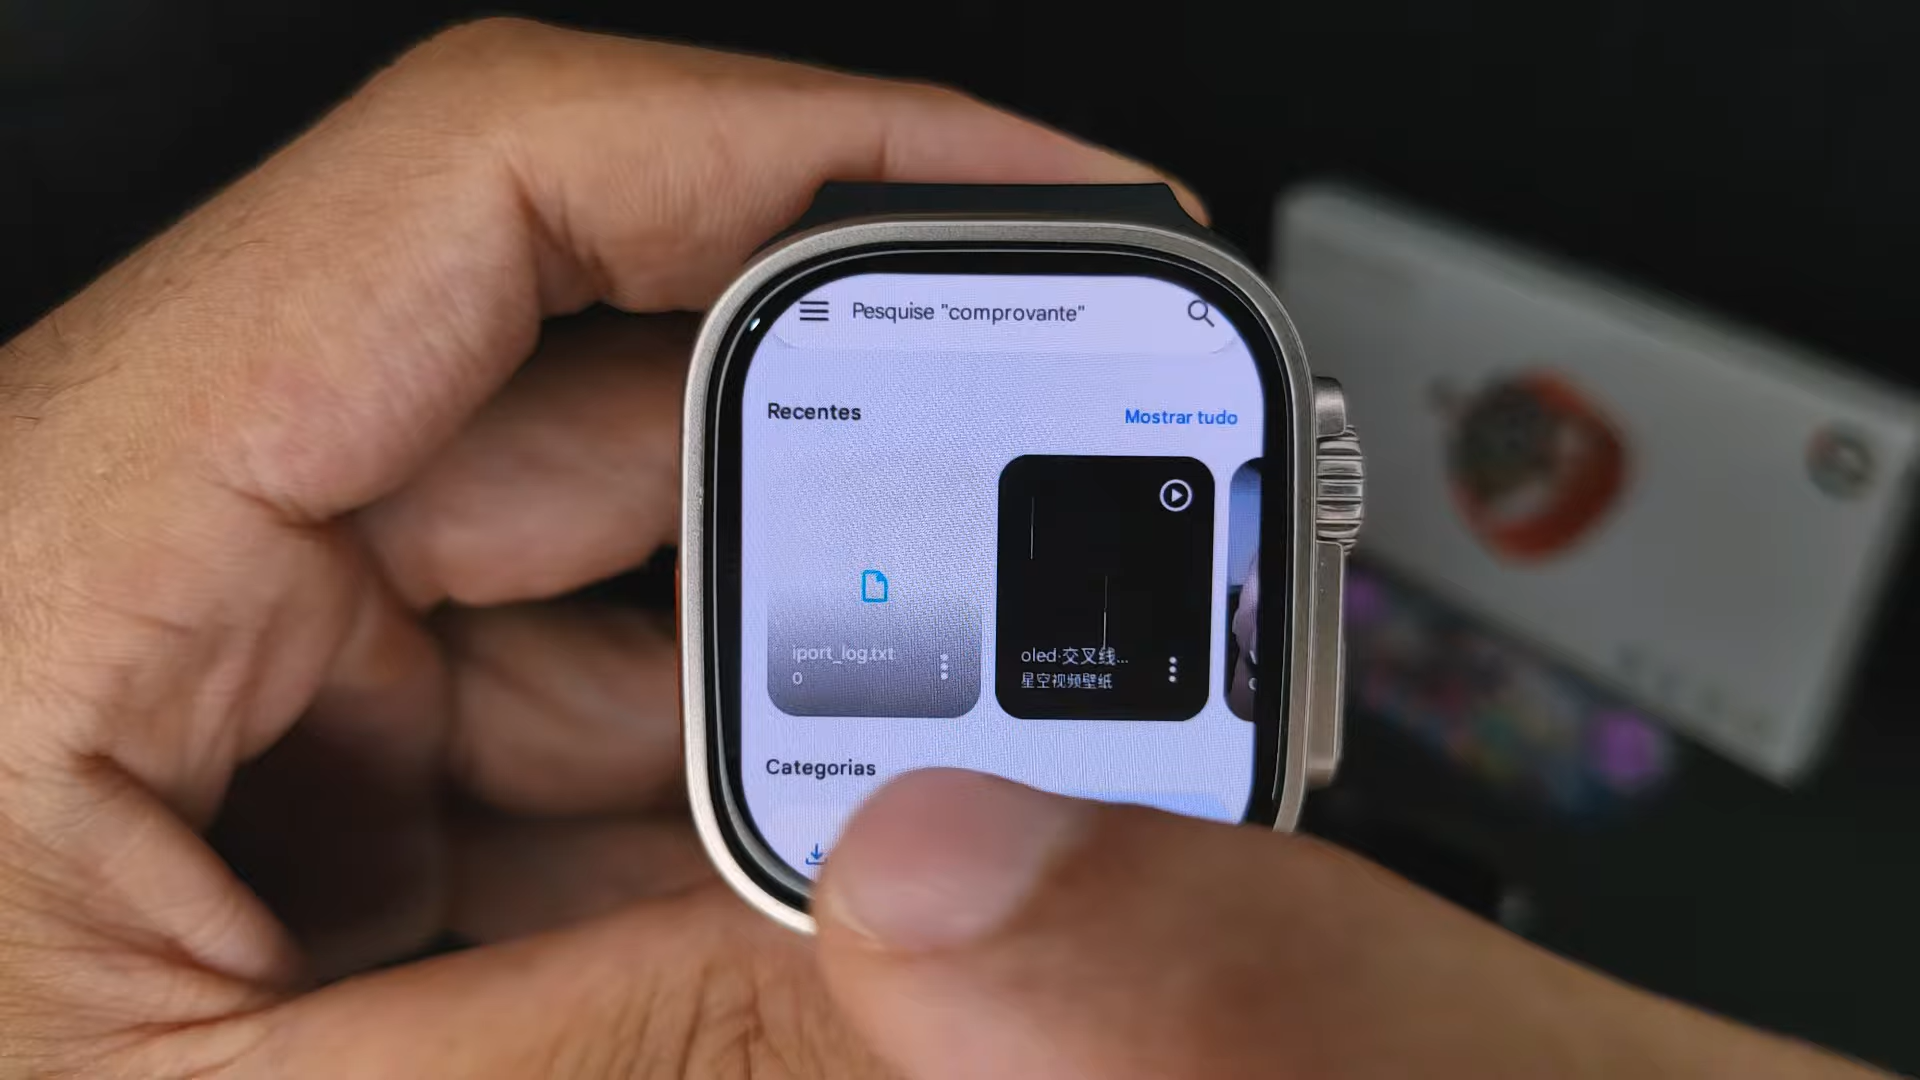 Pesquise "comprovante"
Recentes
Mostrar tudo
iport_log.txt
0
oled·交叉线...
星空视频壁纸
Categorias